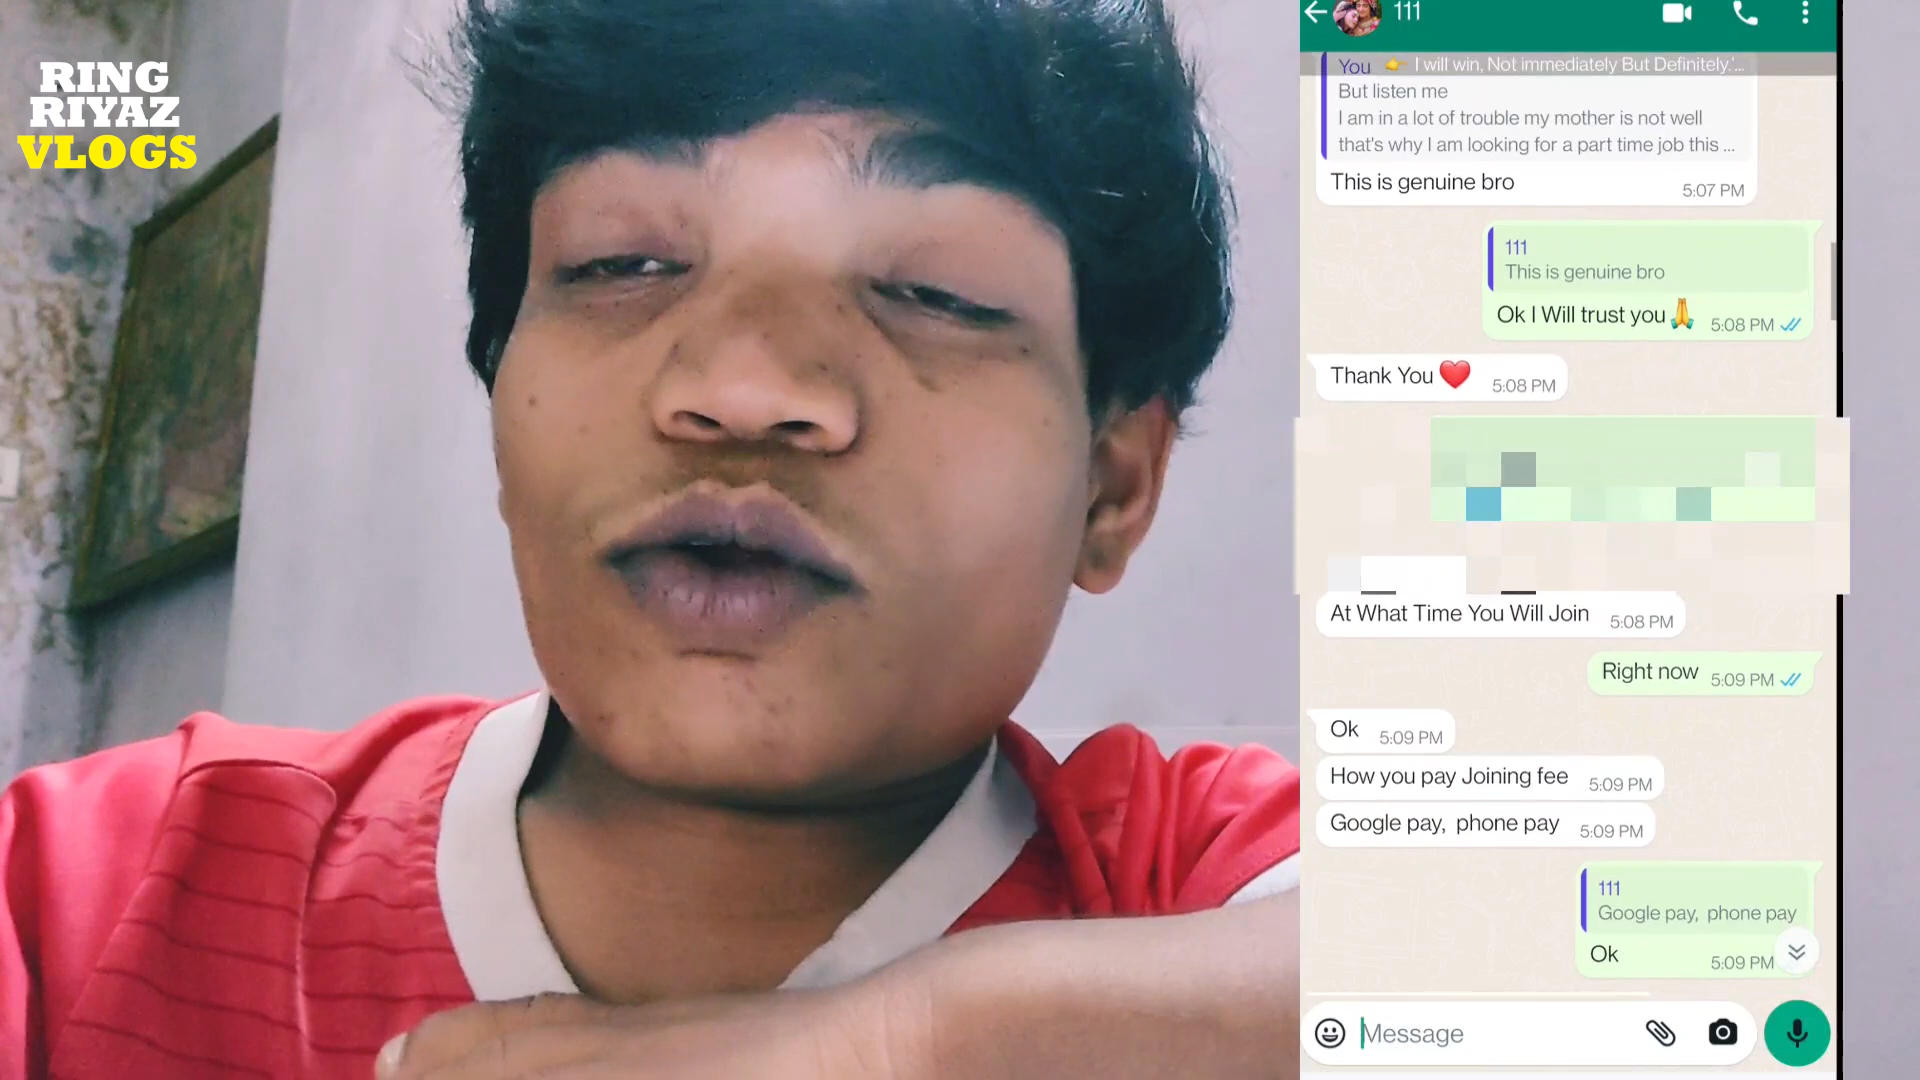 RING
RIYAZ
VLOGS
111
You 👉 I will win, Not immediately But Definitely.'...
But listen me
I am in a lot of trouble my mother is not well
that's why I am looking for a part time job this ...
This is genuine bro
5:07 PM
111
This is genuine bro
Ok I Will trust you🙏 5:08 PM
Thank You ❤️ 5:08 PM
At What Time You Will Join 5:08 PM
Right now 5:09 PM
Ok 5:09 PM
How you pay Joining fee 5:09 PM
Google pay, phone pay 5:09 PM
111
Google pay, phone pay
Ok 5:09 PM
Message